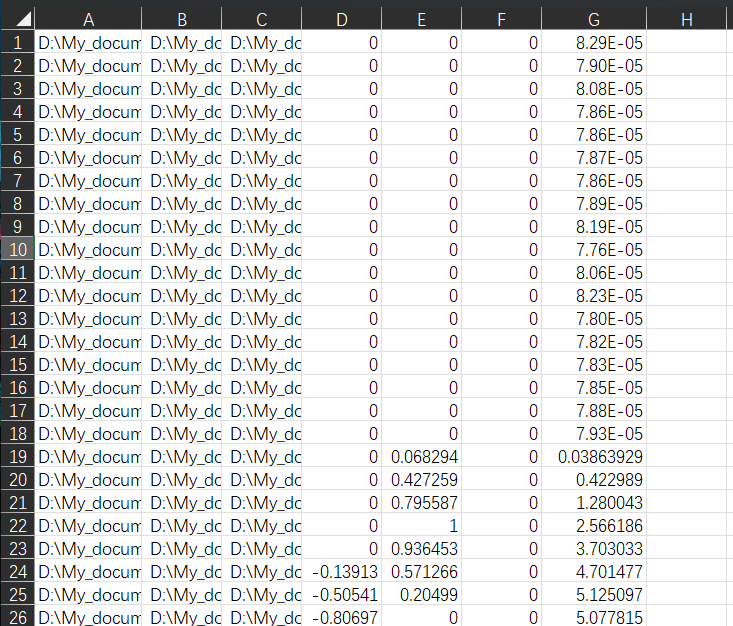 A B C D E F G H
1 D:\My_docum D:\My_dc D:\My_dc 0 0 0 8.29E-05
2 D:\My_docum D:\My_dc D:\My_dc 0 0 0 7.90E-05
3 D:\My_docum D:\My_dc D:\My_dc 0 0 0 8.08E-05
4 D:\My_docum D:\My_dc D:\My_dc 0 0 0 7.86E-05
5 D:\My_docum D:\My_dc D:\My_dc 0 0 0 7.86E-05
6 D:\My_docum D:\My_dc D:\My_dc 0 0 0 7.87E-05
7 D:\My_docum D:\My_dc D:\My_dc 0 0 0 7.86E-05
8 D:\My_docum D:\My_dc D:\My_dc 0 0 0 7.89E-05
9 D:\My_docum D:\My_dc D:\My_dc 0 0 0 8.19E-05
10 D:\My_docum D:\My_dc D:\My_dc 0 0 0 7.76E-05
11 D:\My_docum D:\My_dc D:\My_dc 0 0 0 8.06E-05
12 D:\My_docum D:\My_dc D:\My_dc 0 0 0 8.23E-05
13 D:\My_docum D:\My_dc D:\My_dc 0 0 0 7.80E-05
14 D:\My_docum D:\My_dc D:\My_dc 0 0 0 7.82E-05
15 D:\My_docum D:\My_dc D:\My_dc 0 0 0 7.83E-05
16 D:\My_docum D:\My_dc D:\My_dc 0 0 0 7.85E-05
17 D:\My_docum D:\My_dc D:\My_dc 0 0 0 7.88E-05
18 D:\My_docum D:\My_dc D:\My_dc 0 0 0 7.93E-05
19 D:\My_docum D:\My_dc D:\My_dc 0 0.068294 0 0.03863929
20 D:\My_docum D:\My_dc D:\My_dc 0 0.427259 0 0.422989
21 D:\My_docum D:\My_dc D:\My_dc 0 0.795587 0 1.280043
22 D:\My_docum D:\My_dc D:\My_dc 0 1 0 2.566186
23 D:\My_docum D:\My_dc D:\My_dc 0 0.936453 0 3.703033
24 D:\My_docum D:\My_dc D:\My_dc -0.13913 0.571266 0 4.701477
25 D:\My_docum D:\My_dc D:\My_dc -0.50541 0.20499 0 5.125097
26 D:\My_docum D:\My_dc D:\My_dc -0.80697 0 0 5.077815